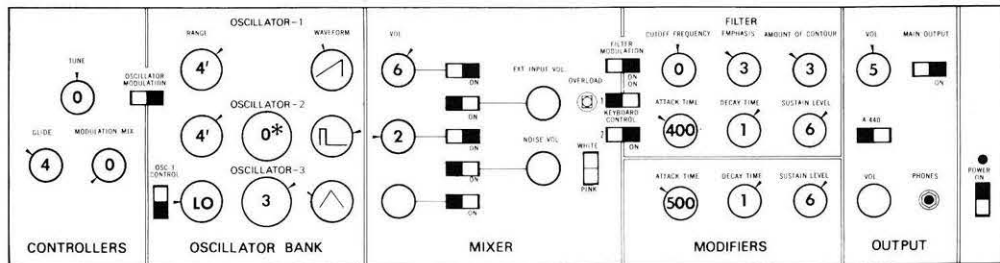 TUNE
0
GLIDE
4
MODULATION MIX
0
CONTROLLERS
OSCILLATOR
MODULATION
OSCILLATOR-1
RANGE
WAVEFORM
4'
OSCILLATOR-2
4'
0*
OSCILLATOR-3
OSC. 3
CONTROL
LO
3
OSCILLATOR BANK
VOL
6
ON
EXT INPUT VOL
OVERLOAD
ON
2
ON
NOISE VOL
WHITE
PINK
ON
ON
MIXER
FILTER
FILTER
MODULATION
ON
ON
1
KEYBOARD
CONTROL
2
ON
CUTOFF FREQUENCY
EMPHASIS
AMOUNT OF CONTOUR
0
3
3
ATTACK TIME
DECAY TIME
SUSTAIN LEVEL
400
1
6
ATTACK TIME
DECAY TIME
SUSTAIN LEVEL
500
1
6
MODIFIERS
VOL
MAIN OUTPUT
5
ON
A 440
VOL
PHONES
OUTPUT
POWER
ON